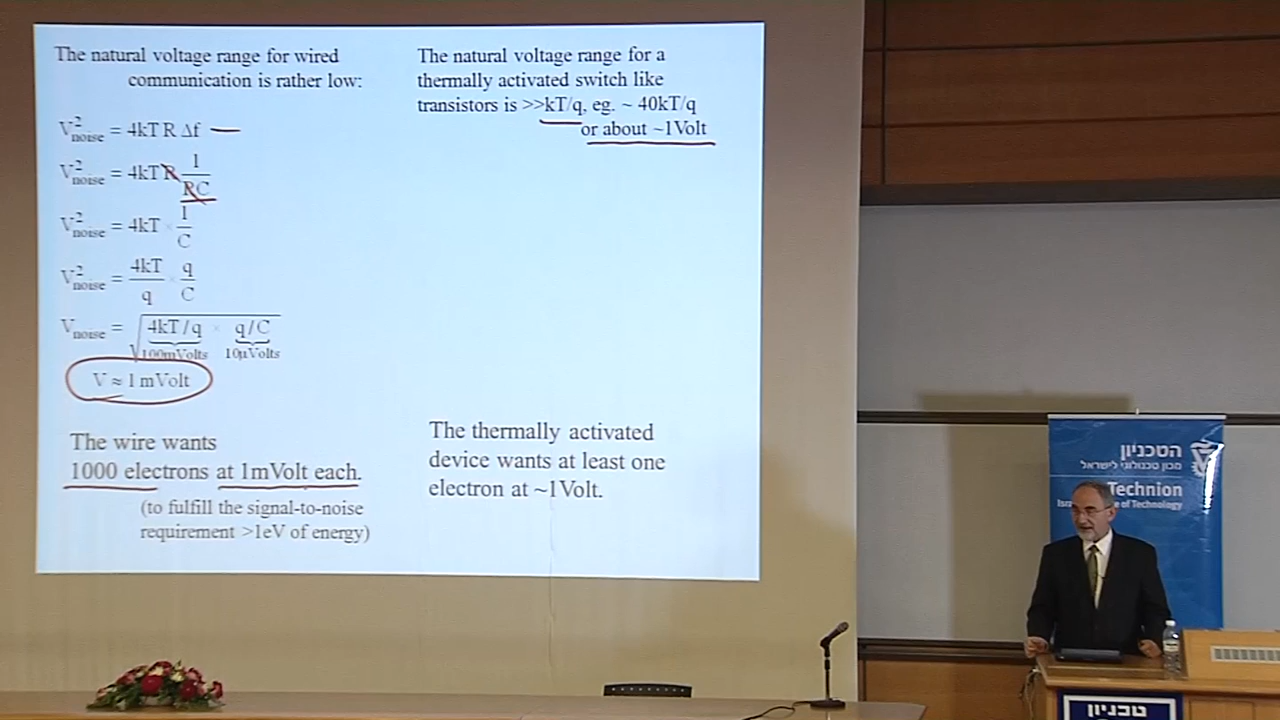 The natural voltage range for wired
communication is rather low:
V²noise = 4kT R Δf
V²noise = 4kT R 1/RC
V²noise = 4kT · 1/C
V²noise = 4kT/q · q/C
Vnoise = √(4kT/q × q/C)
100mVolts 10µVolts
V ≈ 1 mVolt
The wire wants
1000 electrons at 1mVolt each.
(to fulfill the signal-to-noise
requirement >1eV of energy)
The natural voltage range for a
thermally activated switch like
transistors is >>kT/q, eg. ~ 40kT/q
or about ~1Volt
The thermally activated
device wants at least one
electron at ~1Volt.
הטכניון
מכון טכנולוגי לישראל
Technion
of Technology
הטכניון